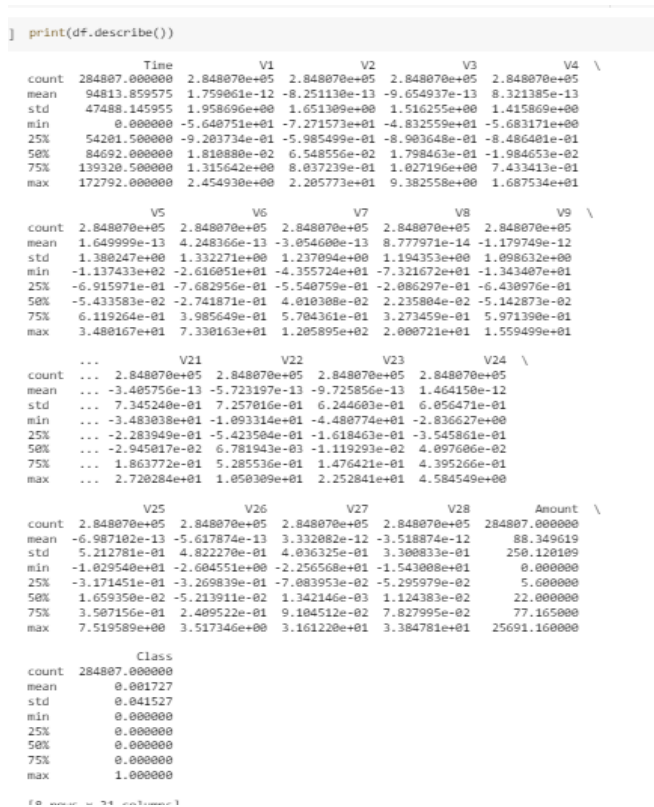 ] print(df.describe())
Time V1 V2 V3 V4 \
count 284807.000000 2.848070e+05 2.848070e+05 2.848070e+05 2.848070e+05
mean 94813.859575 1.759061e-12 -8.251130e-13 -9.654937e-13 8.321385e-13
std 47488.145955 1.958696e+00 1.651309e+00 1.516255e+00 1.415869e+00
min 0.000000 -5.640751e+01 -7.271573e+01 -4.832559e+01 -5.683171e+00
25% 54201.500000 -9.203734e-01 -5.985499e-01 -8.903648e-01 -8.486401e-01
50% 84692.000000 1.810880e-02 6.548556e-02 1.798463e-01 -1.984653e-02
75% 139320.500000 1.315642e+00 8.037239e-01 1.027196e+00 7.433413e-01
max 172792.000000 2.454930e+00 2.205773e+01 9.382558e+00 1.687534e+01
V5 V6 V7 V8 V9 \
count 2.848070e+05 2.848070e+05 2.848070e+05 2.848070e+05 2.848070e+05
mean 1.649999e-13 4.248366e-13 -3.054600e-13 8.777971e-14 -1.179749e-12
std 1.380247e+00 1.332271e+00 1.237094e+00 1.194353e+00 1.098632e+00
min -1.137433e+02 -2.616051e+01 -4.355724e+01 -7.321672e+01 -1.343407e+01
25% -6.915971e-01 -7.682956e-01 -5.540759e-01 -2.086297e-01 -6.430976e-01
50% -5.433583e-02 -2.741871e-01 4.010308e-02 2.235804e-02 -5.142873e-02
75% 6.119264e-01 3.985649e-01 5.704361e-01 3.273459e-01 5.971390e-01
max 3.480167e+01 7.330163e+01 1.205895e+02 2.000721e+01 1.559499e+01
... V21 V22 V23 V24 \
count ... 2.848070e+05 2.848070e+05 2.848070e+05 2.848070e+05
mean ... -3.405756e-13 -5.723197e-13 -9.725856e-13 1.464150e-12
std ... 7.345240e-01 7.257016e-01 6.244603e-01 6.056471e-01
min ... -3.483038e+01 -1.093314e+01 -4.480774e+01 -2.836627e+00
25% ... -2.283949e-01 -5.423504e-01 -1.618463e-01 -3.545861e-01
50% ... -2.945017e-02 6.781943e-03 -1.119293e-02 4.097606e-02
75% ... 1.863772e-01 5.285536e-01 1.476421e-01 4.395266e-01
max ... 2.720284e+01 1.050309e+01 2.252841e+01 4.584549e+00
V25 V26 V27 V28 Amount \
count 2.848070e+05 2.848070e+05 2.848070e+05 2.848070e+05 284807.000000
mean -6.987102e-13 -5.617874e-13 3.332082e-12 -3.518874e-12 88.349619
std 5.212781e-01 4.822270e-01 4.036325e-01 3.300833e-01 250.120109
min -1.029540e+01 -2.604551e+00 -2.256568e+01 -1.543008e+01 0.000000
25% -3.171451e-01 -3.269839e-01 -7.083953e-02 -5.295979e-02 5.600000
50% 1.659350e-02 -5.213911e-02 1.342146e-03 1.124383e-02 22.000000
75% 3.507156e-01 2.409522e-01 9.104512e-02 7.827995e-02 77.165000
max 7.519589e+00 3.517346e+00 3.161220e+01 3.384781e+01 25691.160000
Class
count 284807.000000
mean 0.001727
std 0.041527
min 0.000000
25% 0.000000
50% 0.000000
75% 0.000000
max 1.000000
[8 rows x 31 columns]